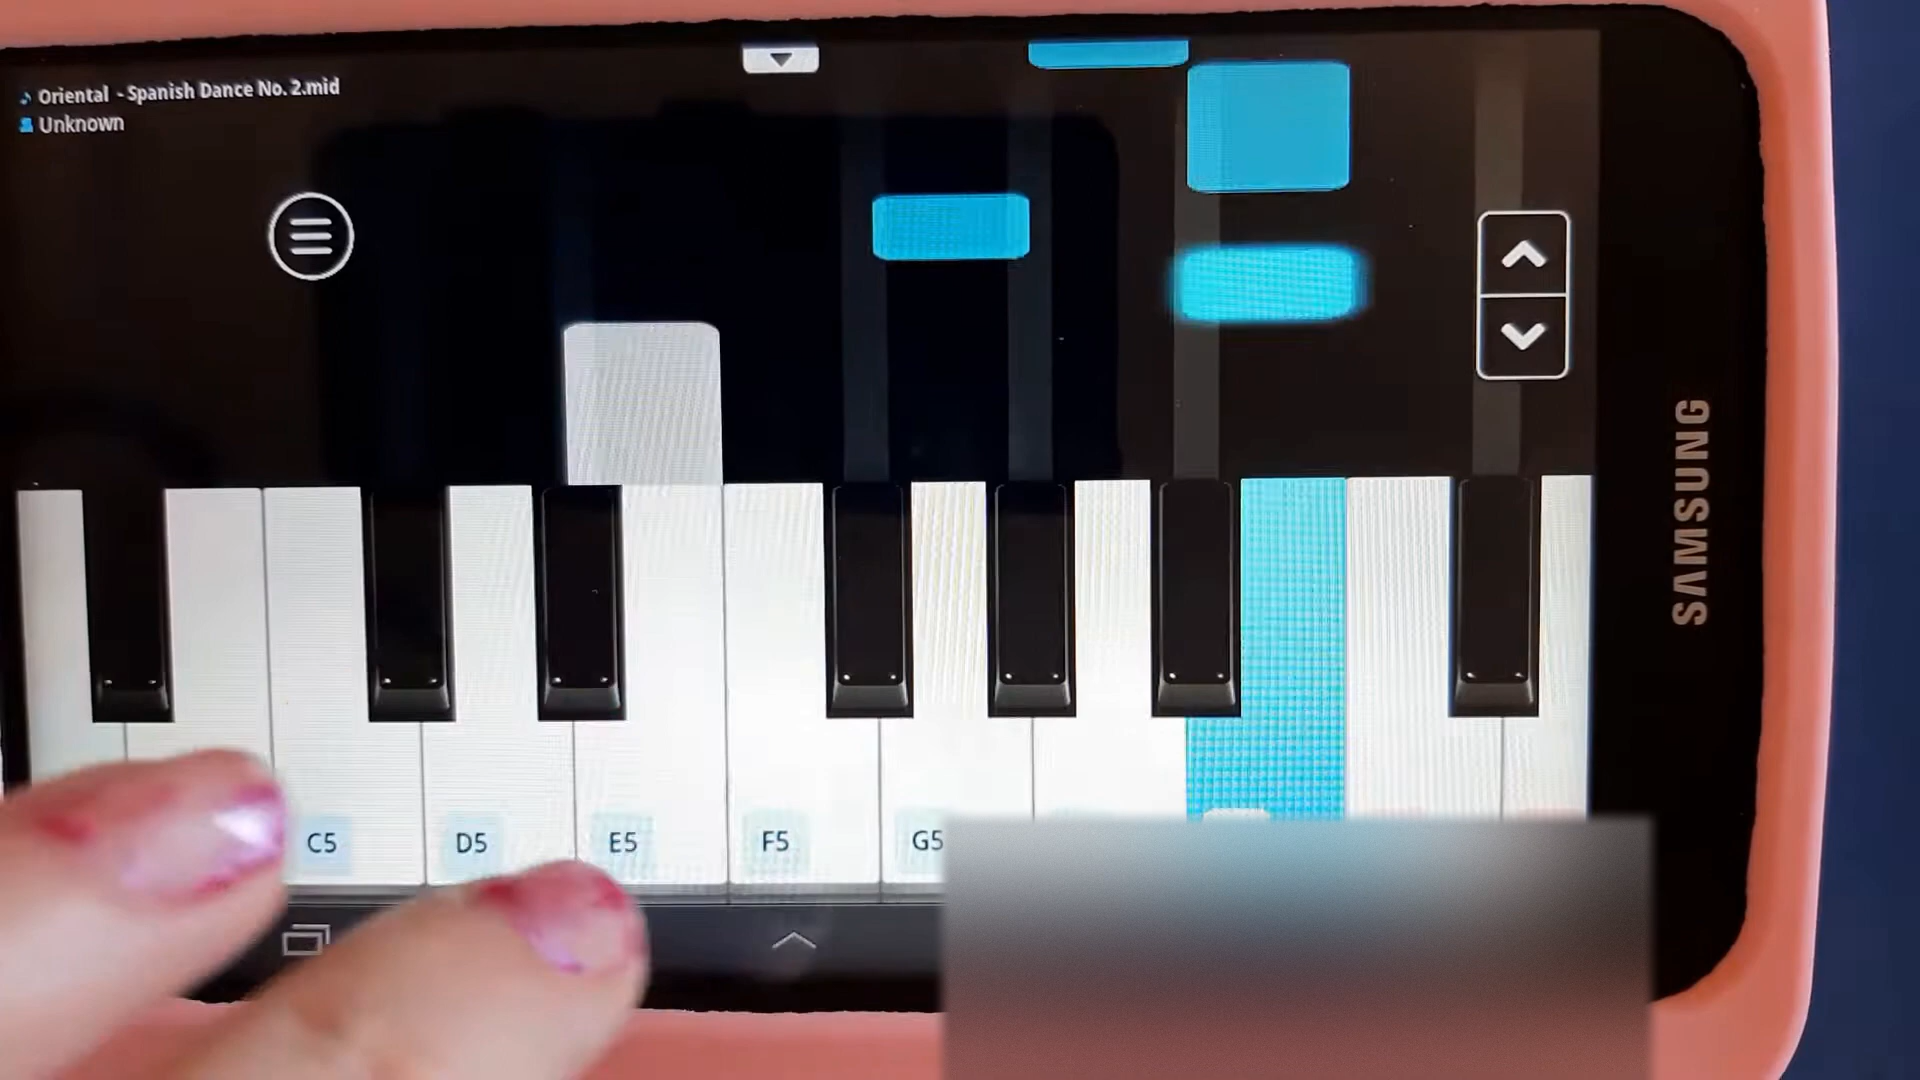 Oriental - Spanish Dance No. 2.mid
Unknown
SAMSUNG
C5
D5
E5
F5
G5